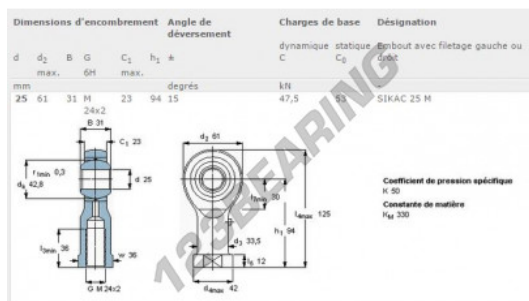 Dimensions d'encombrement Angle de déversement Charges de base Désignation
dynamique statique Embout avec filetage gauche ou droit
d d₂ B G C₁ h₁ ± C C₀
max. 6H max.
mm degrés kN
25 61 31 M 24x2 23 94 15 47,5 53 SIKAC 25 M
B 31
C₁ 23
r₁min 0,3
dₖ 42,8
d 25
l₃min 36
w 36
G M 24x2
d₂ 61
l₇min 30
l₄max 125
h₁ 94
d₃ 33,5
l₅ 12
d₄max 42
Coefficient de pression spécifique
K 50
Constante de matière
K_M 330
123BEARING